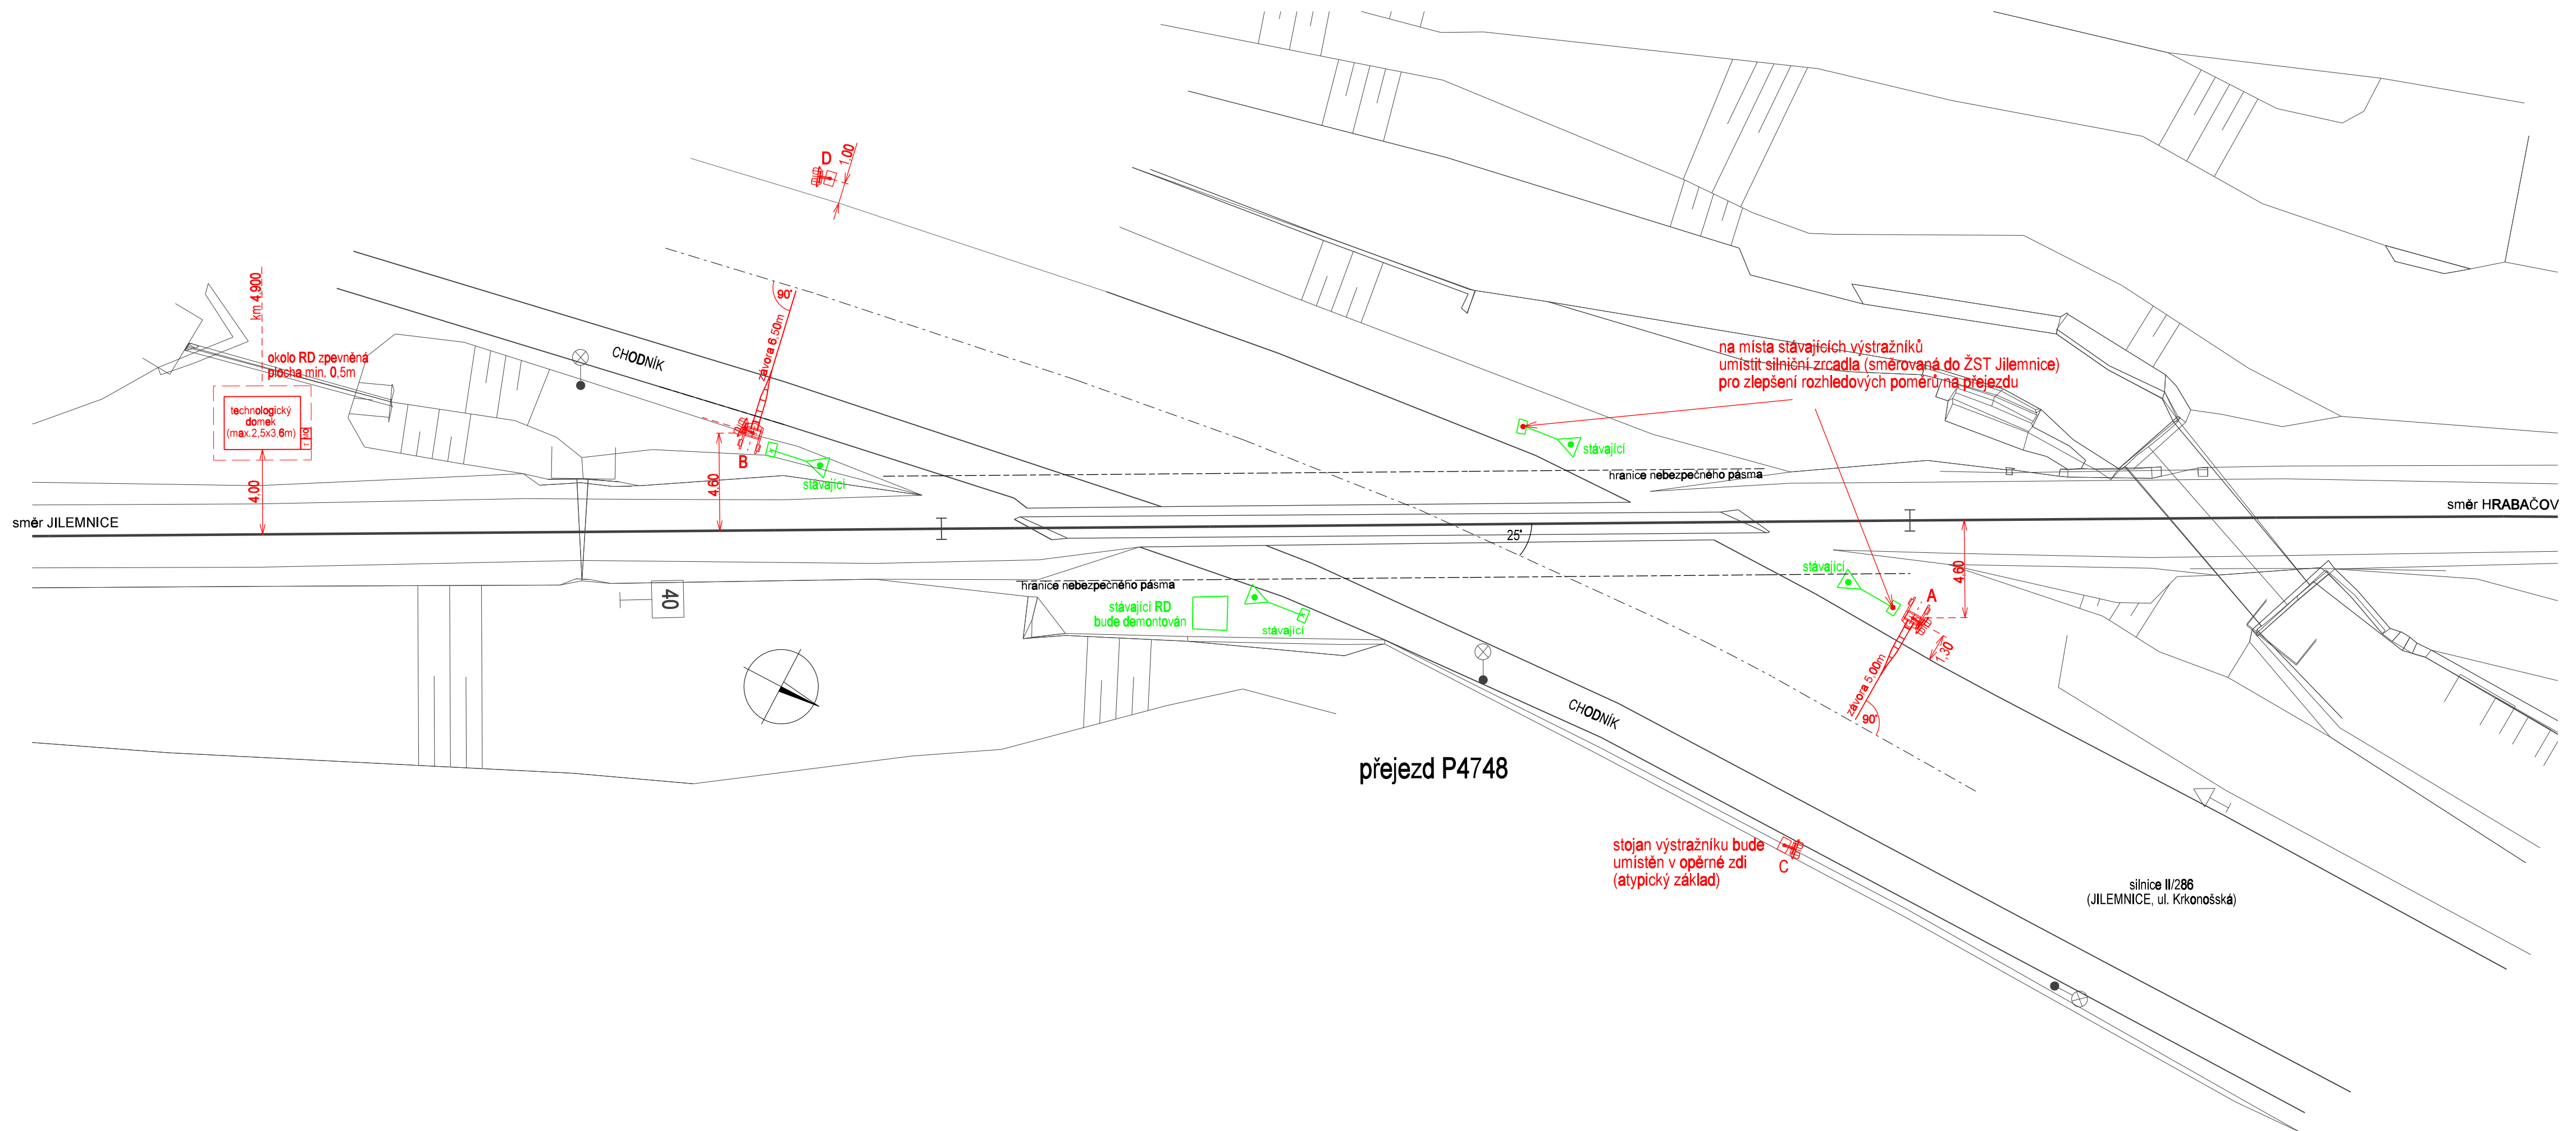 D
1.00
90°
závora 6,50m
km 4,900
okolo RD zpevněná
plocha min. 0,5m
technologický
domek
(max.2,5x3,6m)
4,00
CHODNÍK
B
4,60
stávající
na místa stávajících výstražníků
umístit silniční zrcadla (směrovaná do ŽST Jilemnice)
pro zlepšení rozhledových poměrů na přejezdu
stávající
hranice nebezpečného pásma
směr JILEMNICE
směr HRABAČOV
25°
hranice nebezpečného pásma
40
stávající RD
bude demontován
stávající
stávající
A
4,60
1,30
závora 5,00m
90°
CHODNÍK
přejezd P4748
stojan výstražníku bude
umístěn v opěrné zdi
(atypický základ)
C
silnice II/286
(JILEMNICE, ul. Krkonošská)